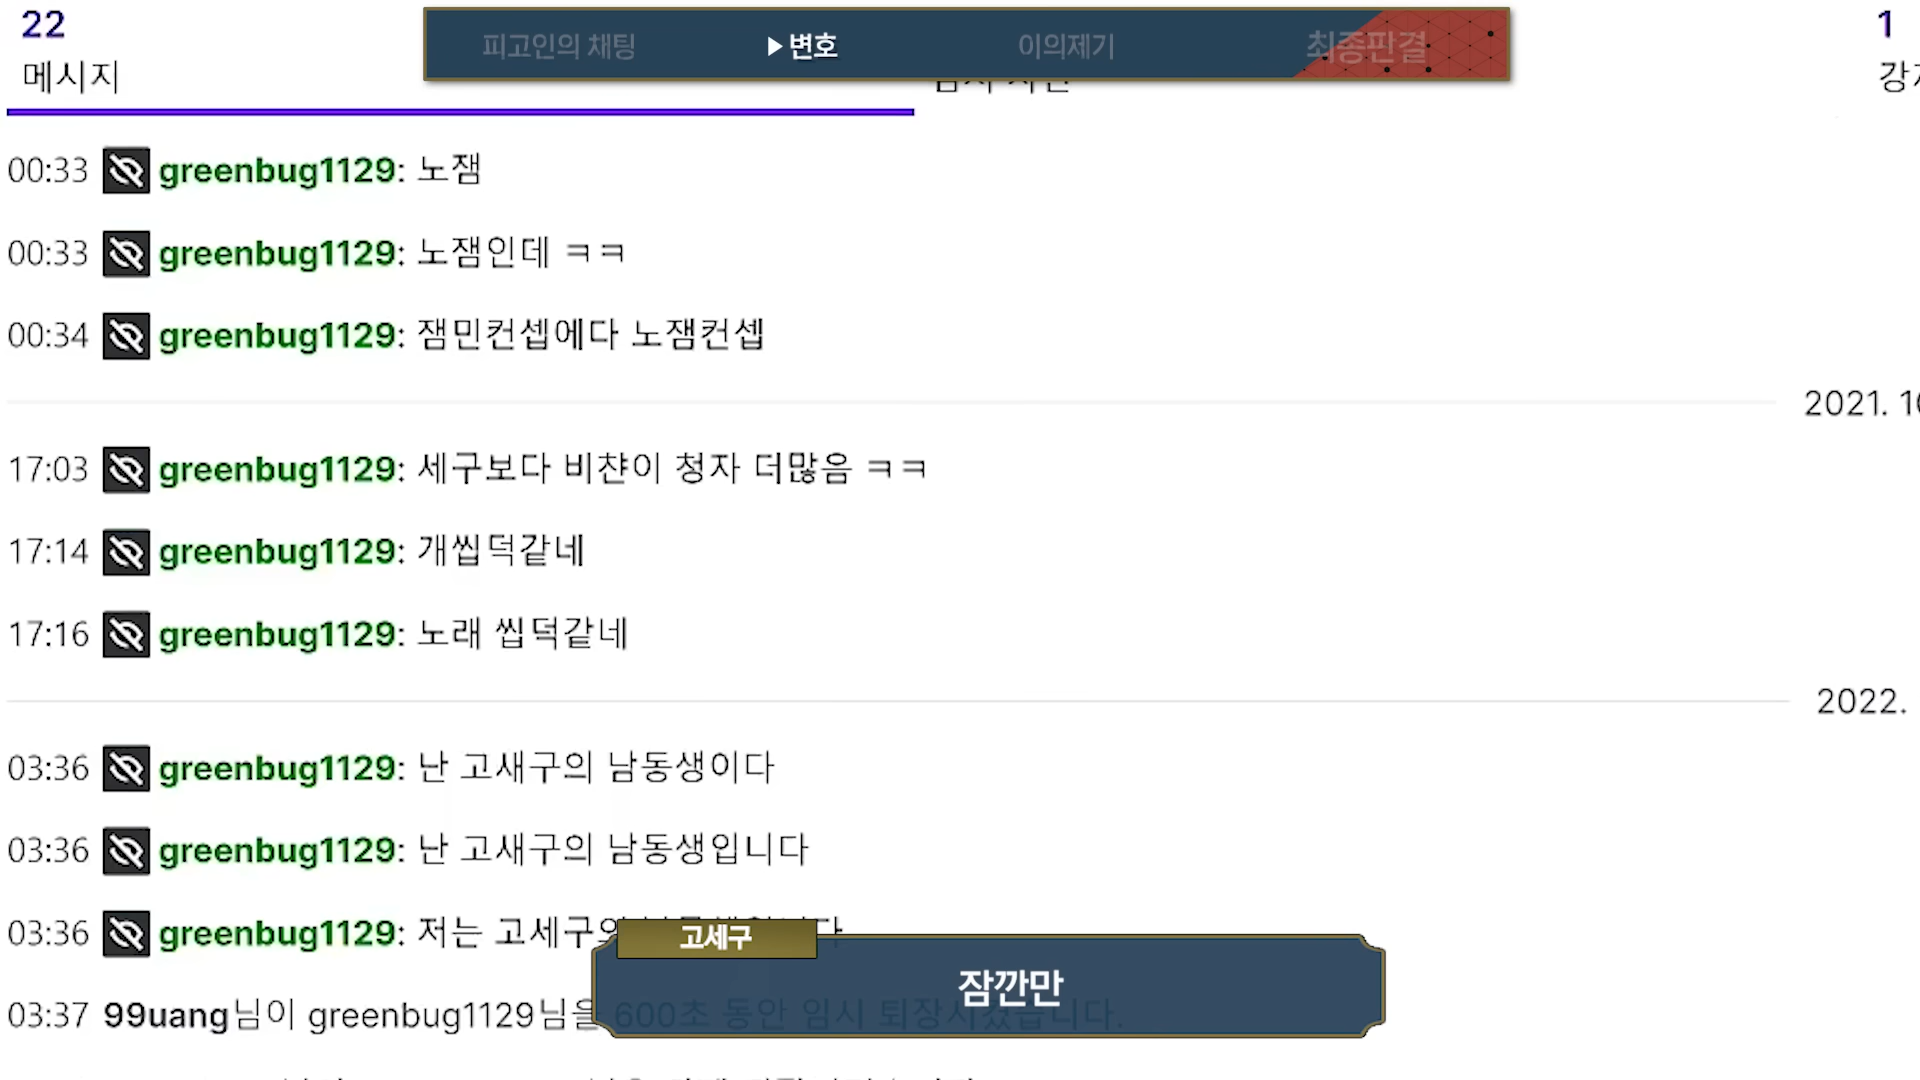 22
1
피고인의 채팅 ▶변호 이의제기 최종판결
메시지
00:33 greenbug1129: 노잼
00:33 greenbug1129: 노잼인데 ㅋㅋ
00:34 greenbug1129: 잼민컨셉에다 노잼컨셉
2021. 10
17:03 greenbug1129: 세구보다 비챤이 청자 더많음 ㅋㅋ
17:14 greenbug1129: 개씹덕같네
17:16 greenbug1129: 노래 씹덕같네
2022.
03:36 greenbug1129: 난 고새구의 남동생이다
03:36 greenbug1129: 난 고새구의 남동생입니다
03:36 greenbug1129: 저는 고세구의
고세구
잠깐만
03:37 99uang님이 greenbug1129님을 600초 동안 임시 퇴장시켰습니다.